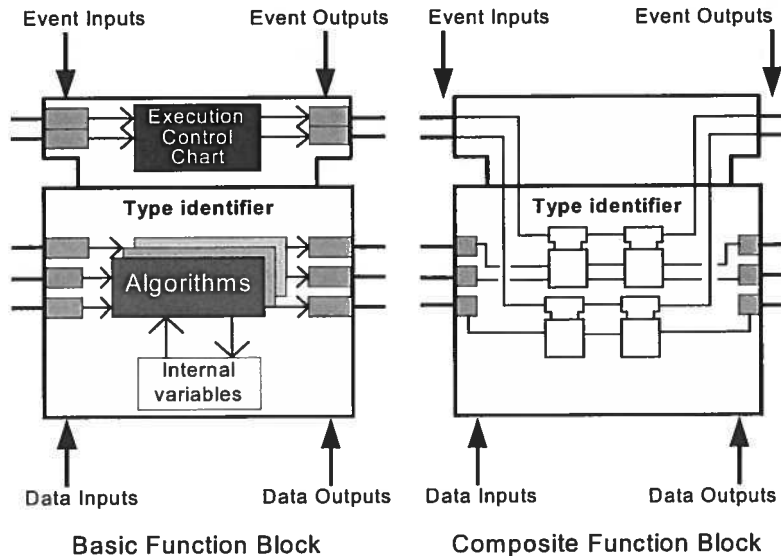 Event Inputs
Event Outputs
Execution
Control
Chart
Type identifier
Algorithms
Internal
variables
Data Inputs
Data Outputs
Basic Function Block
Event Inputs
Event Outputs
Type identifier
Data Inputs
Data Outputs
Composite Function Block